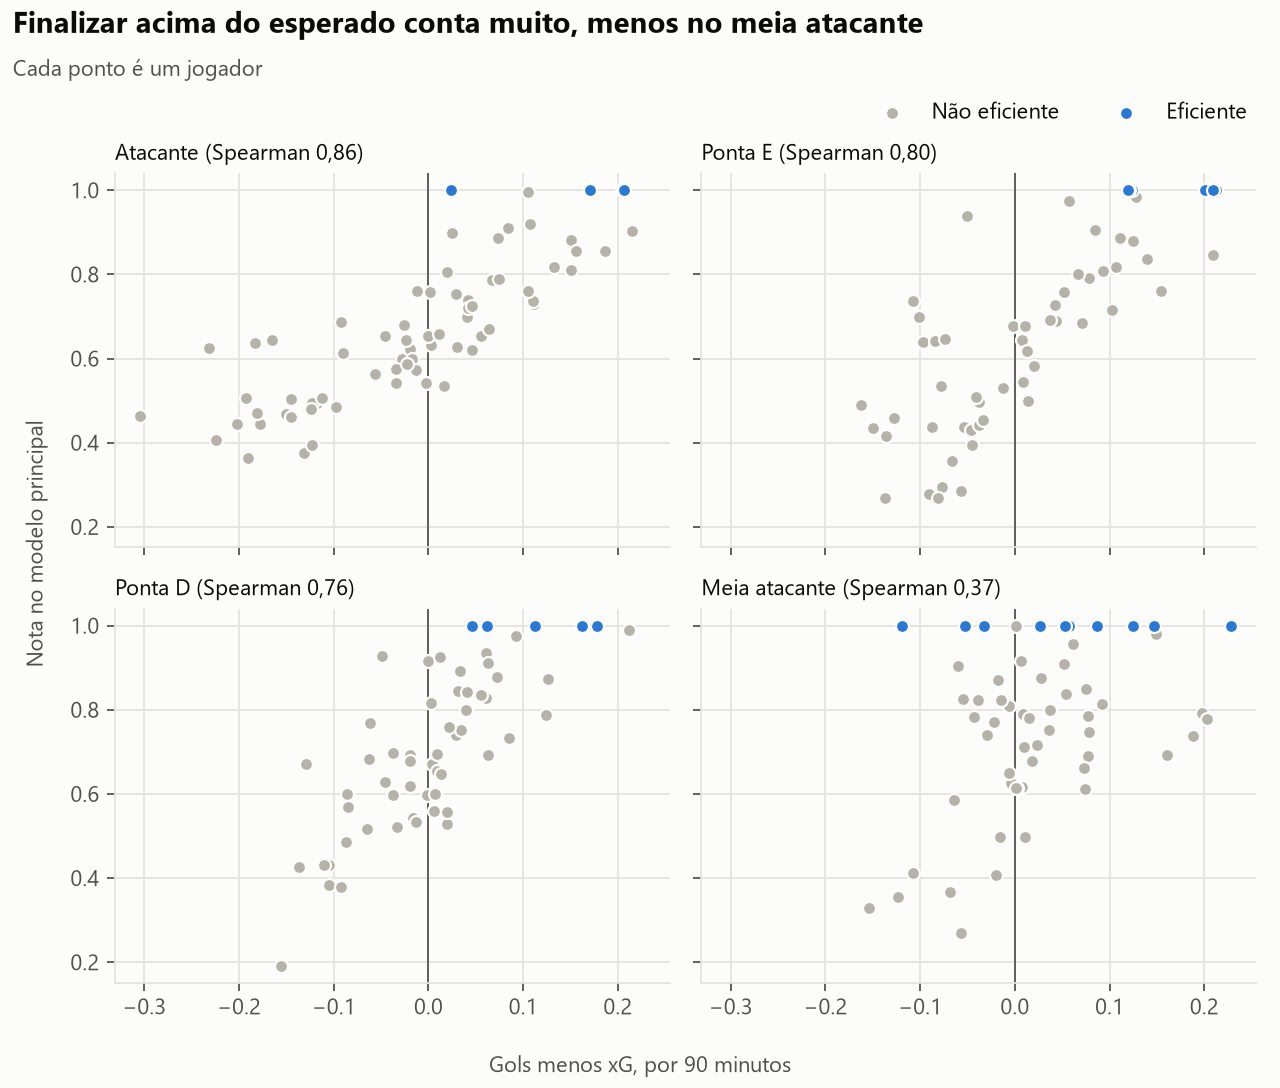 Finalizar acima do esperado conta muito, menos no meia atacante
Cada ponto é um jogador
Não eficiente
Eficiente
Atacante (Spearman 0,86)
Ponta E (Spearman 0,80)
1.0
0.8
0.6
0.4
0.2
Nota no modelo principal
Ponta D (Spearman 0,76)
Meia atacante (Spearman 0,37)
1.0
0.8
0.6
0.4
0.2
−0.3 −0.2 −0.1 0.0 0.1 0.2
−0.3 −0.2 −0.1 0.0 0.1 0.2
Gols menos xG, por 90 minutos